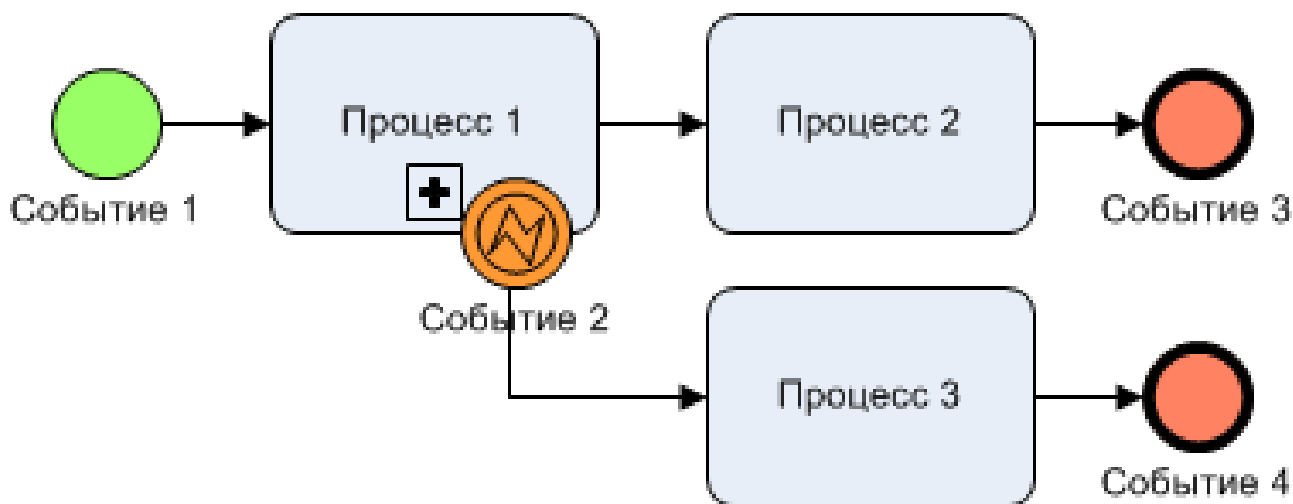 Процесс 1
Процесс 2
Событие 1
Событие 3
Событие 2
Процесс 3
Событие 4